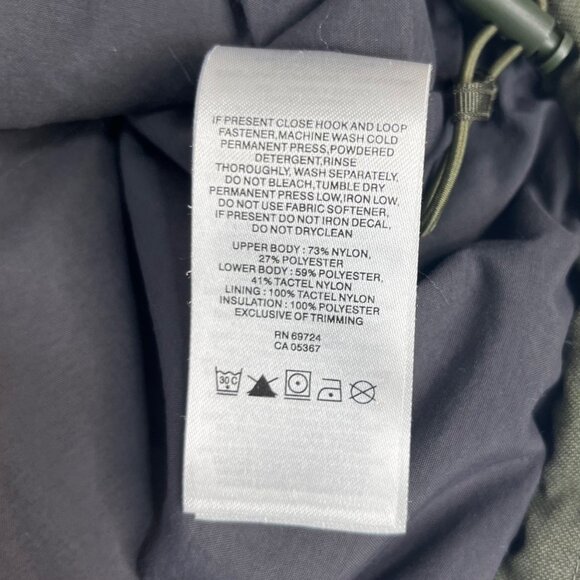 IF PRESENT CLOSE HOOK AND LOOP
FASTENER,MACHINE WASH COLD
PERMANENT PRESS,POWDERED
DETERGENT,RINSE
THOROUGHLY, WASH SEPARATELY,
DO NOT BLEACH,TUMBLE DRY
PERMANENT PRESS LOW,IRON LOW,
DO NOT USE FABRIC SOFTENER,
IF PRESENT DO NOT IRON DECAL,
DO NOT DRYCLEAN
UPPER BODY : 73% NYLON,
27% POLYESTER
LOWER BODY : 59% POLYESTER,
41% TACTEL NYLON
LINING : 100% TACTEL NYLON
INSULATION : 100% POLYESTER
EXCLUSIVE OF TRIMMING
RN 69724
CA 05367
30 C